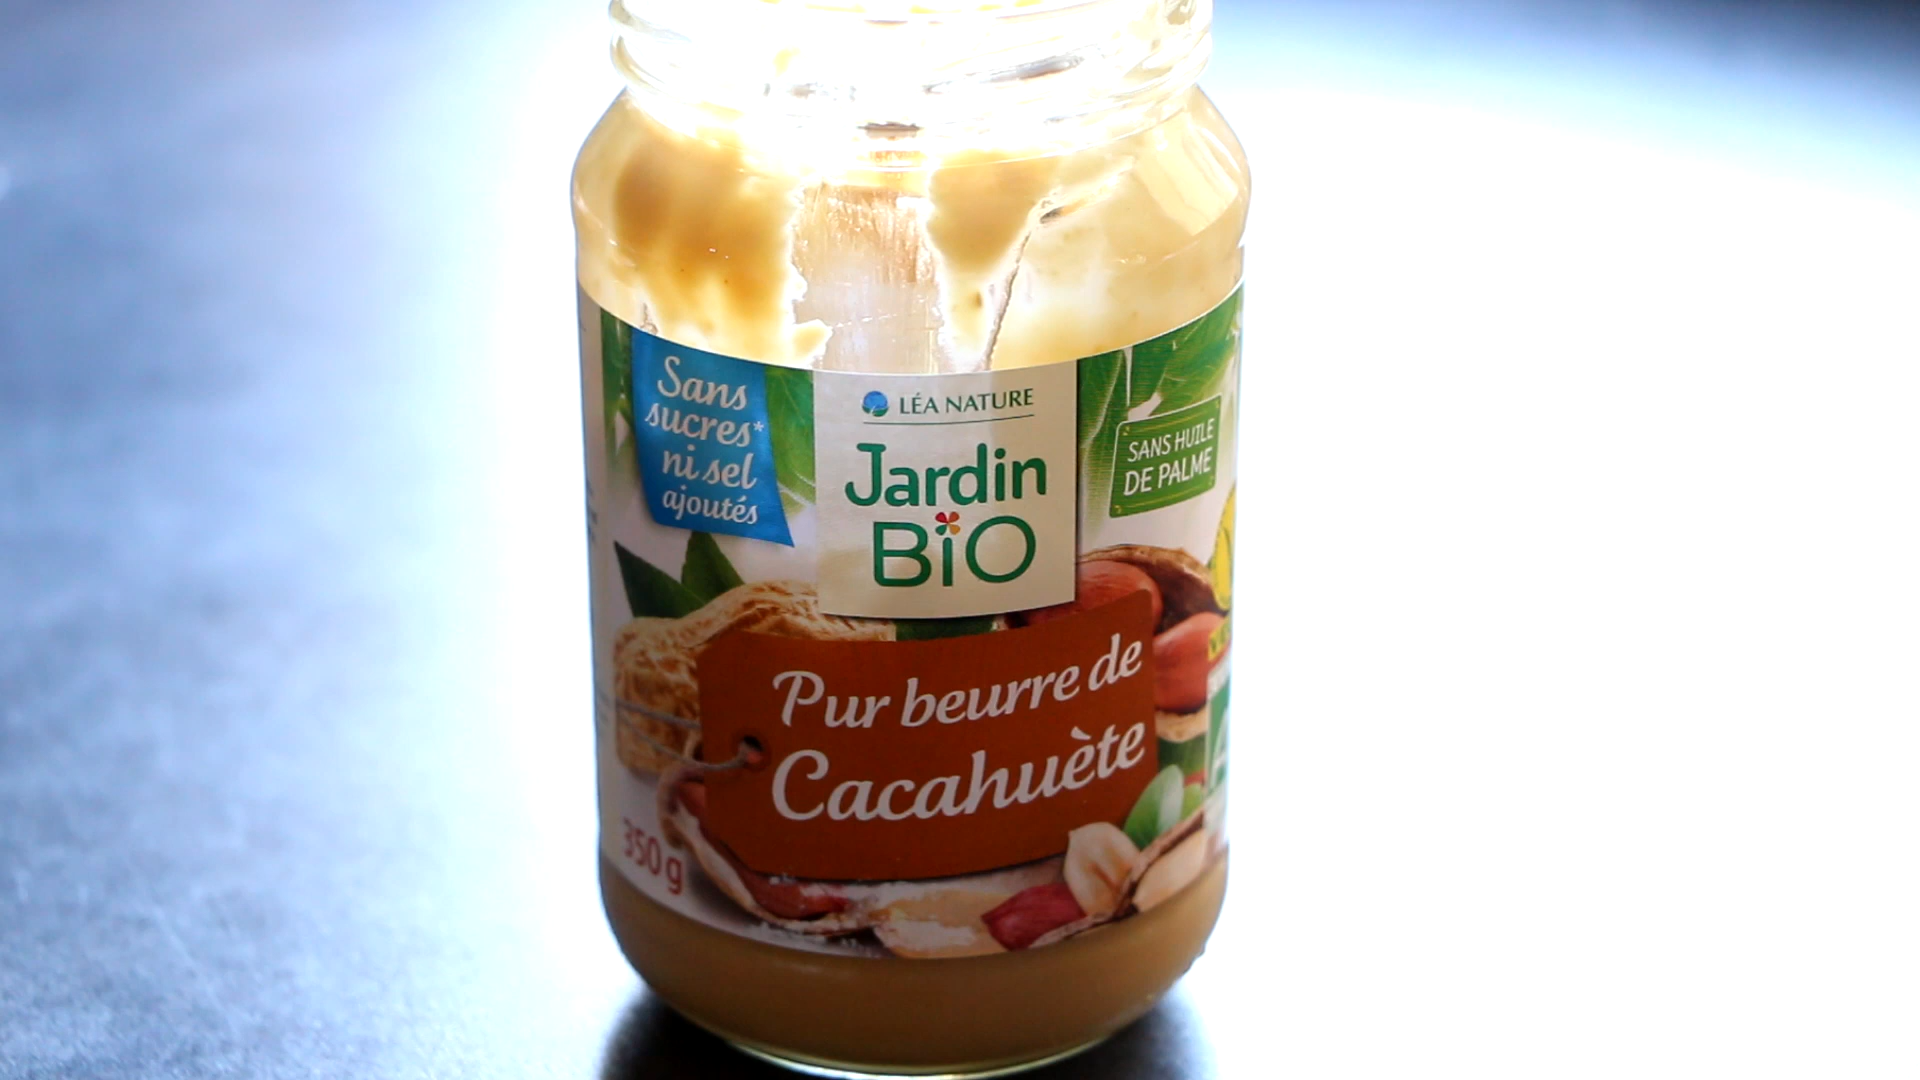 Sans
sucres*
ni sel
ajoutés
LÉA NATURE
Jardin
BiO
SANS HUILE
DE PALME
Pur beurre de
Cacahuète
350 g